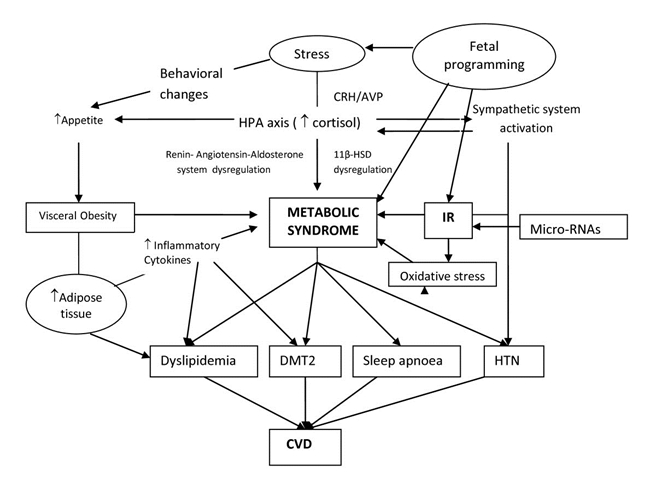 Fetal
programming
Stress
Behavioral
changes
CRH/AVP
Sympathetic system
activation
↑Appetite
HPA axis ( ↑ cortisol)
Renin- Angiotensin-Aldosterone
system dysregulation
11β-HSD
dysregulation
Visceral Obesity
METABOLIC
SYNDROME
IR
Micro-RNAs
↑ Inflammatory
Cytokines
Oxidative stress
↑Adipose
tissue
Dyslipidemia
DMT2
Sleep apnoea
HTN
CVD